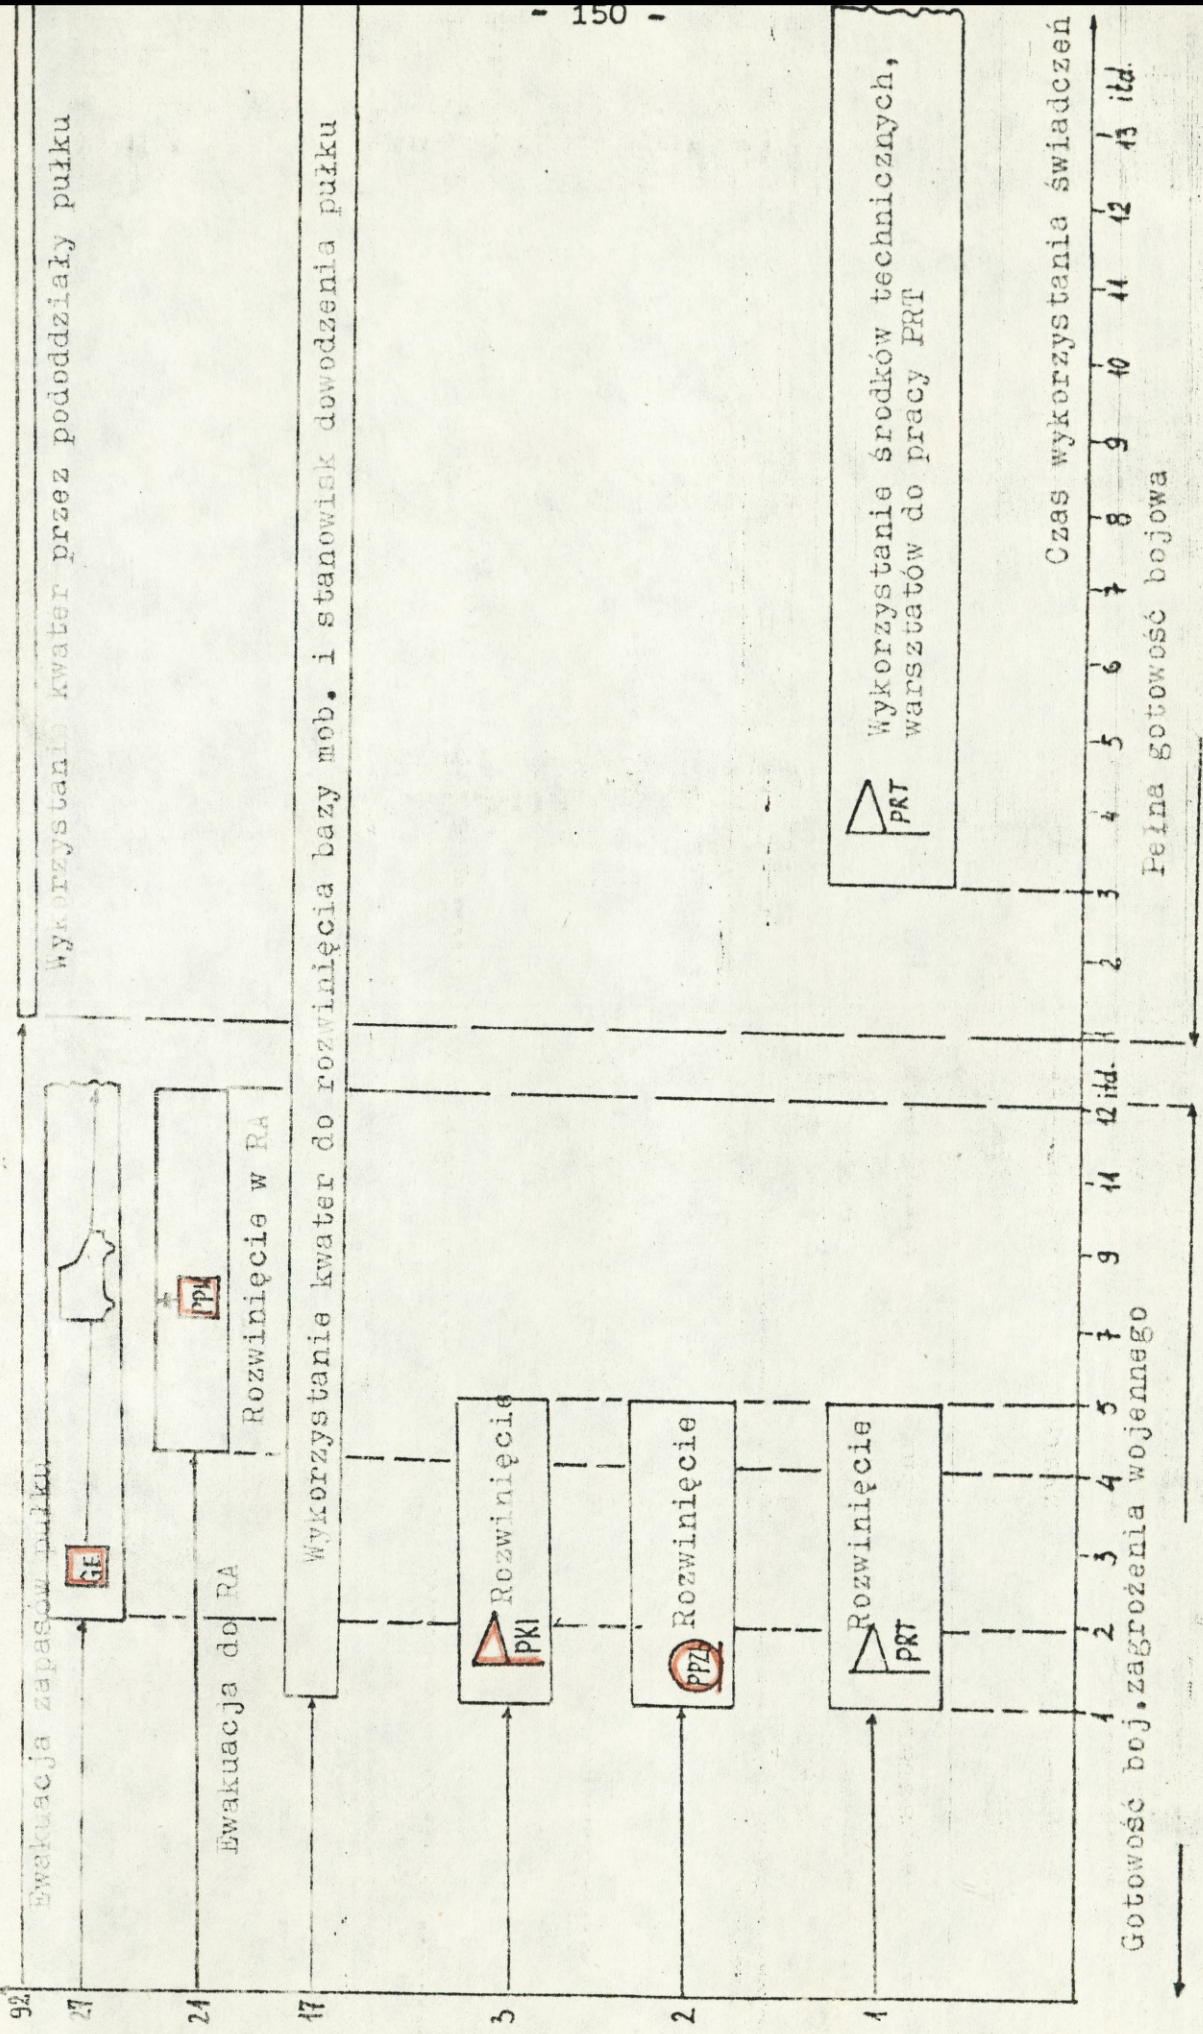 - 150 -
92
Wykorzystanie kwater przez pododdziały pułku
Ewakuacja zapasów pułku
27
GE
21
Ewakuacja do RA
Rozwinięcie w RA
17
Wykorzystanie kwater do rozwinięcia bazy mob. i stanowisk dowodzenia pułku
3
PKI
Rozwinięcie
2
Rozwinięcie
1
PRT
Rozwinięcie
PRT
Wykorzystanie środków technicznych,
warsztatów do pracy PRT
Czas wykorzystania świadczeń
1 2 3 4 5 7 9 11 12 itd. 1 2 3 4 5 6 7 8 9 10 11 12 13 itd.
Gotowość boj.zagrożenia wojennego
Pełna gotowość bojowa